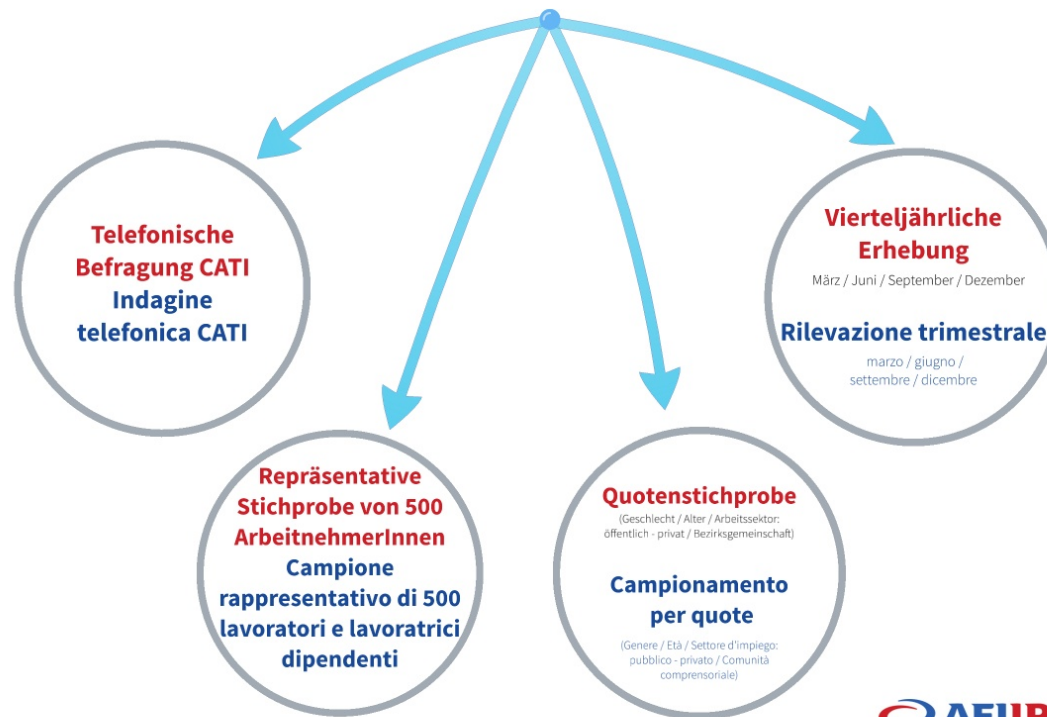 Telefonische
Befragung CATI
Indagine
telefonica CATI
Repräsentative
Stichprobe von 500
ArbeitnehmerInnen
Campione
rappresentativo di 500
lavoratori e lavoratrici
dipendenti
Quotenstichprobe
(Geschlecht / Alter / Arbeitssektor:
öffentlich - privat / Bezirksgemeinschaft)
Campionamento
per quote
(Genere / Età / Settore d'impiego:
pubblico - privato / Comunità
comprensoriale)
Vierteljährliche
Erhebung
März / Juni / September / Dezember
Rilevazione trimestrale
marzo / giugno /
settembre / dicembre